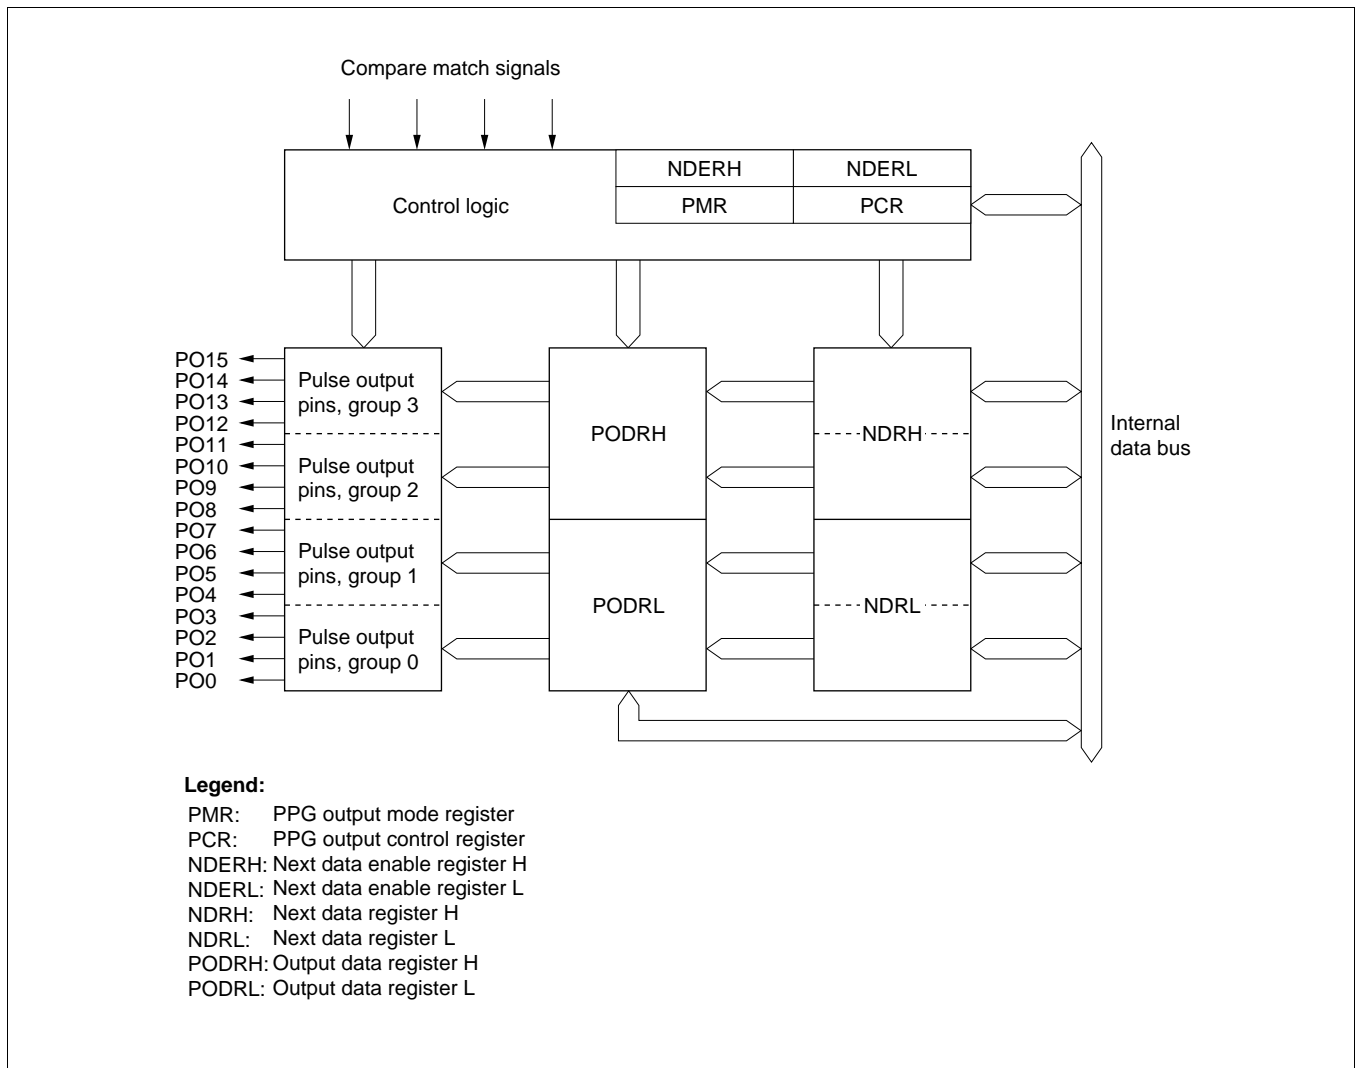 Compare match signals
NDERH
NDERL
Control logic
PMR
PCR
PO15
PO14
PO13
PO12
PO11
PO10
PO9
PO8
PO7
PO6
PO5
PO4
PO3
PO2
PO1
PO0
Pulse output
pins, group 3
Pulse output
pins, group 2
Pulse output
pins, group 1
Pulse output
pins, group 0
PODRH
PODRL
NDRH
NDRL
Internal
data bus
Legend:
PMR: PPG output mode register
PCR: PPG output control register
NDERH: Next data enable register H
NDERL: Next data enable register L
NDRH: Next data register H
NDRL: Next data register L
PODRH: Output data register H
PODRL: Output data register L